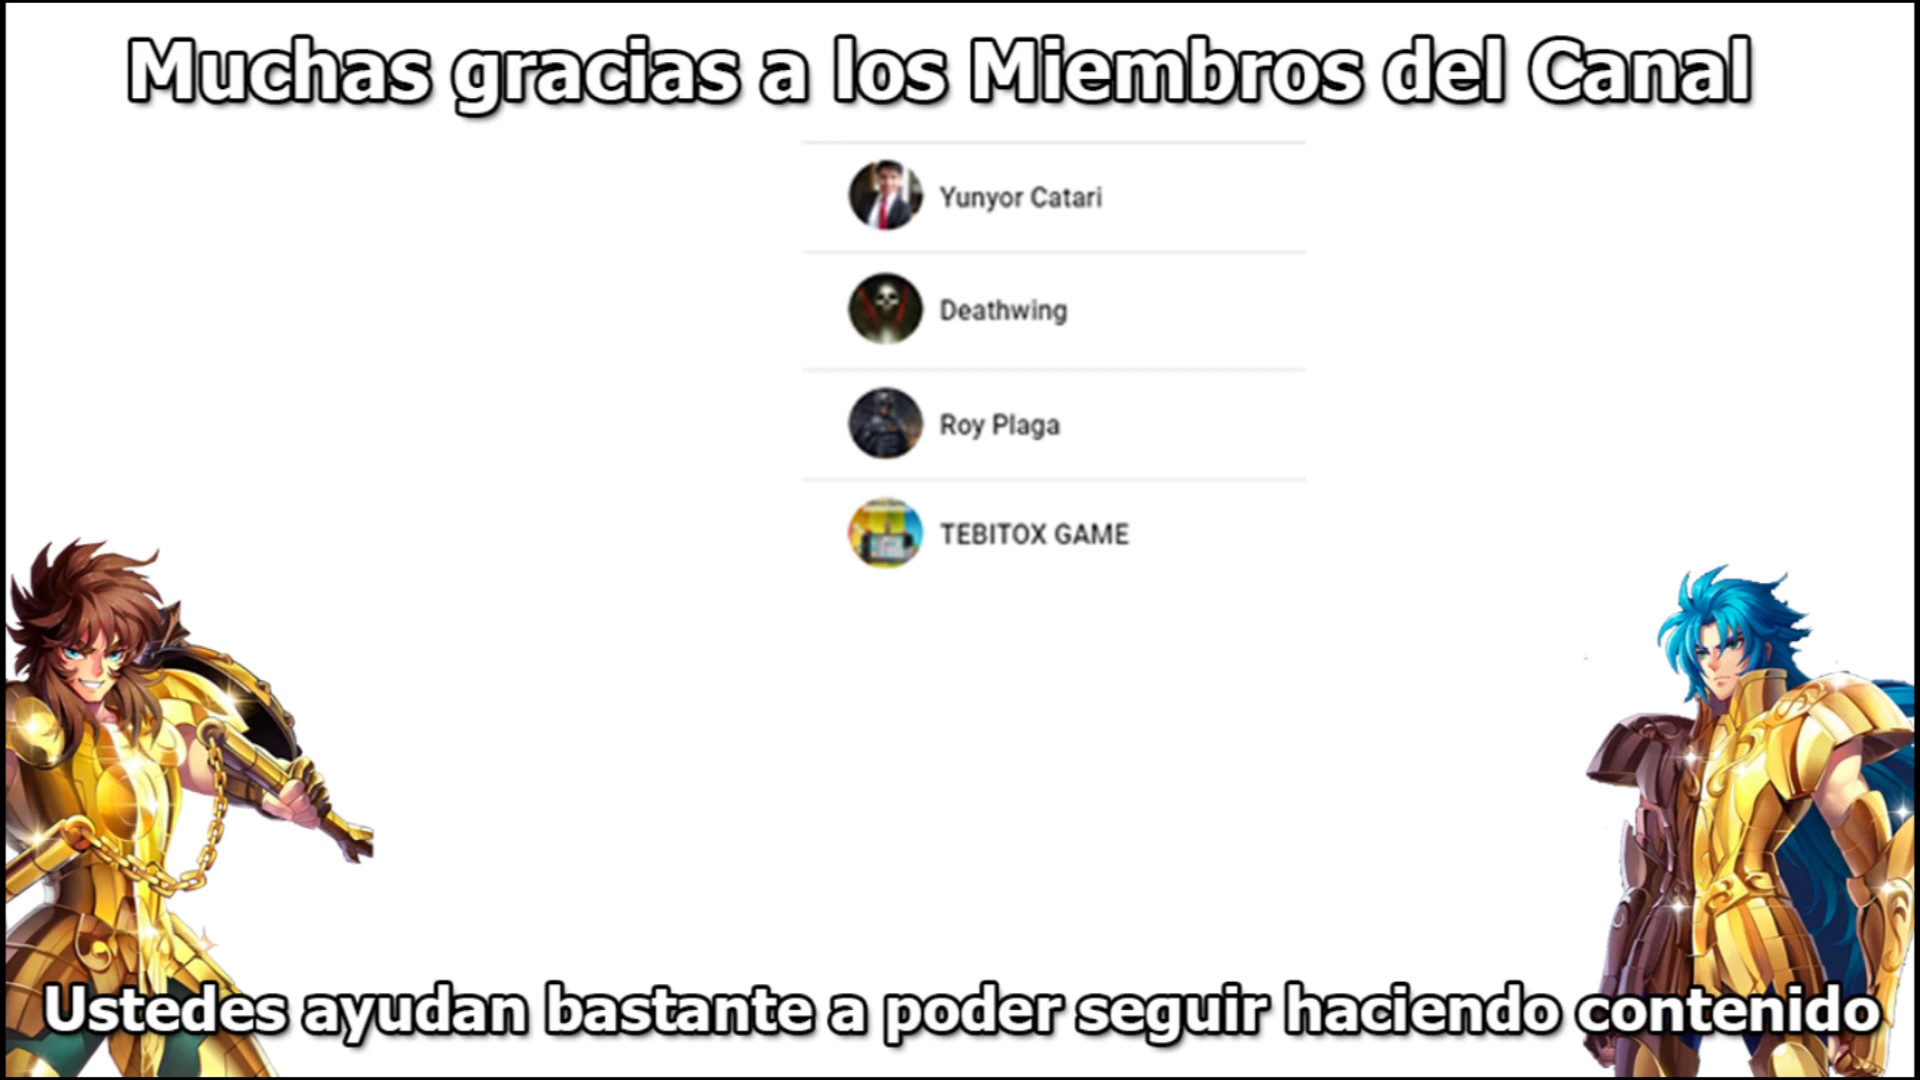 Muchas gracias a los Miembros del Canal
Yunyor Catari
Deathwing
Roy Plaga
TEBITOX GAME
Ustedes ayudan bastante a poder seguir haciendo contenido